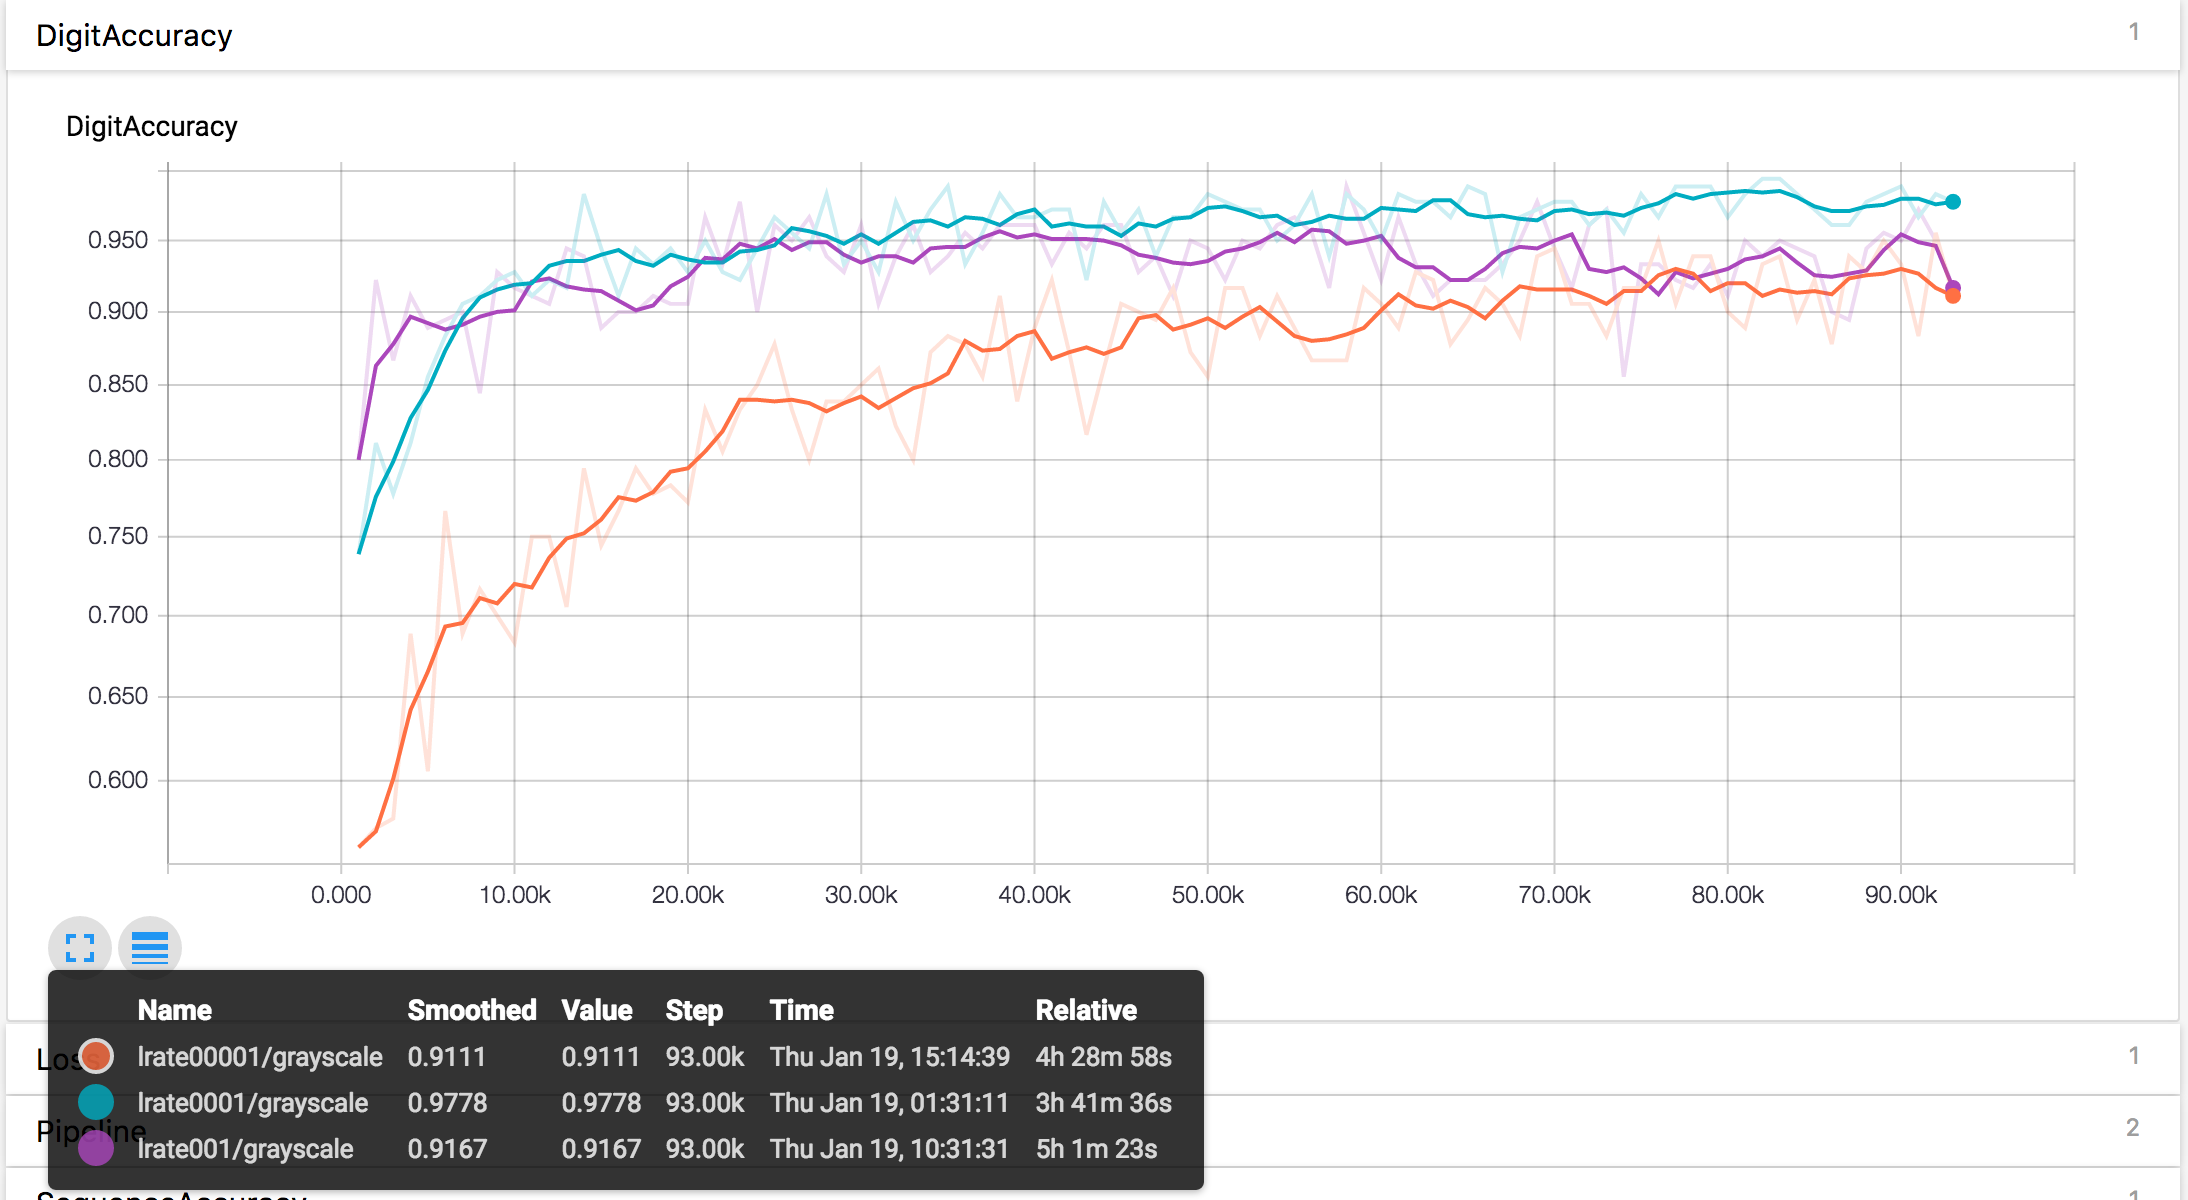 DigitAccuracy 1
DigitAccuracy
0.950
0.900
0.850
0.800
0.750
0.700
0.650
0.600
0.000 10.00k 20.00k 30.00k 40.00k 50.00k 60.00k 70.00k 80.00k 90.00k
Name Smoothed Value Step Time Relative
Loss 1
lrate00001/grayscale 0.9111 0.9111 93.00k Thu Jan 19, 15:14:39 4h 28m 58s
lrate0001/grayscale 0.9778 0.9778 93.00k Thu Jan 19, 01:31:11 3h 41m 36s
Pipeline 2
lrate001/grayscale 0.9167 0.9167 93.00k Thu Jan 19, 10:31:31 5h 1m 23s
SequenceAccuracy 1